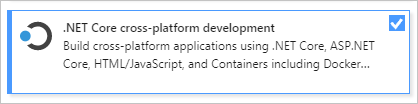 .NET Core cross-platform development
Build cross-platform applications using .NET Core, ASP.NET
Core, HTML/JavaScript, and Containers including Docker...